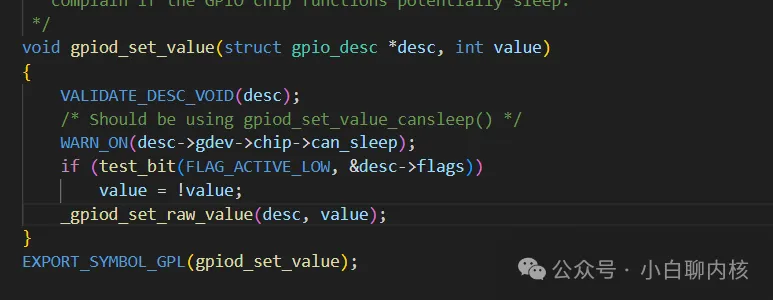 complain if the GPIO chip functions potentially sleep.
*/
void gpiod_set_value(struct gpio_desc *desc, int value)
{
VALIDATE_DESC_VOID(desc);
/* Should be using gpiod_set_value_cansleep() */
WARN_ON(desc->gdev->chip->can_sleep);
if (test_bit(FLAG_ACTIVE_LOW, &desc->flags))
value = !value;
_gpiod_set_raw_value(desc, value);
}
EXPORT_SYMBOL_GPL(gpiod_set_value);
公众号 · 小白聊内核